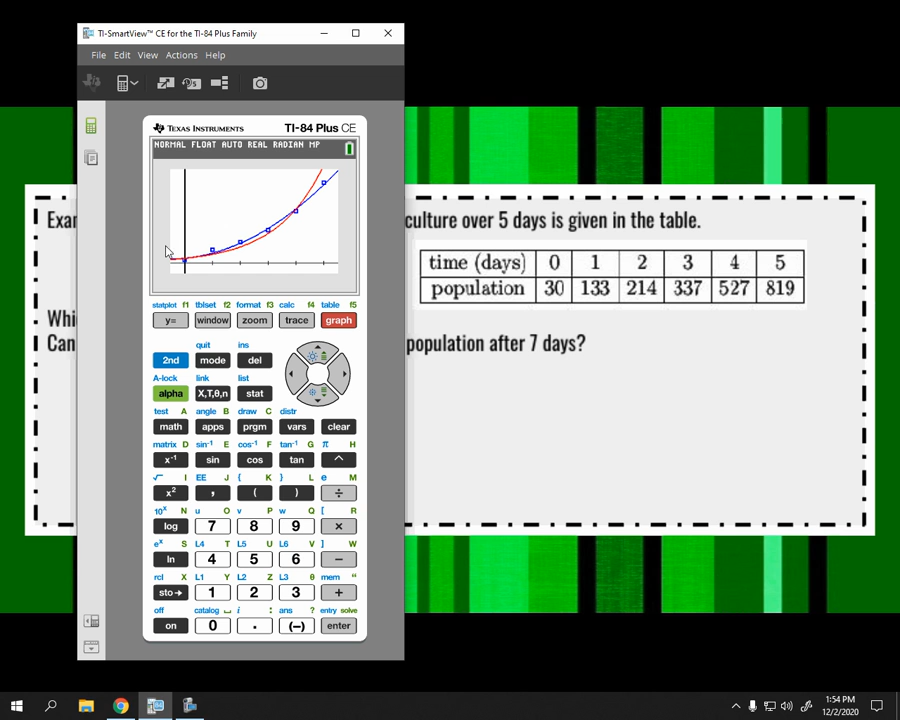 TI-SmartView™ CE for the TI-84 Plus Family
File Edit View Actions Help
TEXAS INSTRUMENTS TI-84 Plus CE
NORMAL FLOAT AUTO REAL RADIAN MP
statplot f1 tblset f2 format f3 calc f4 table f5
y= window zoom trace graph
quit ins
2nd mode del
A-lock link list
alpha X,T,θ,n stat
test A angle B draw C distr
math apps prgm vars clear
matrix D sin⁻¹ E cos⁻¹ F tan⁻¹ G π H
x⁻¹ sin cos tan ^
√ I EE J { K } L e M
x² , ( ) ÷
10ˣ N u O v P w Q [ R
log 7 8 9 ×
eˣ S L4 T L5 U L6 V ] W
ln 4 5 6 −
rcl X L1 Y L2 Z L3 θ mem "
sto→ 1 2 3 +
off catalog ⎵ i : ans ? entry solve
on 0 . (−) enter
culture over 5 days is given in the table.
time (days) 0 1 2 3 4 5
population 30 133 214 337 527 819
population after 7 days?
1:54 PM
12/2/2020